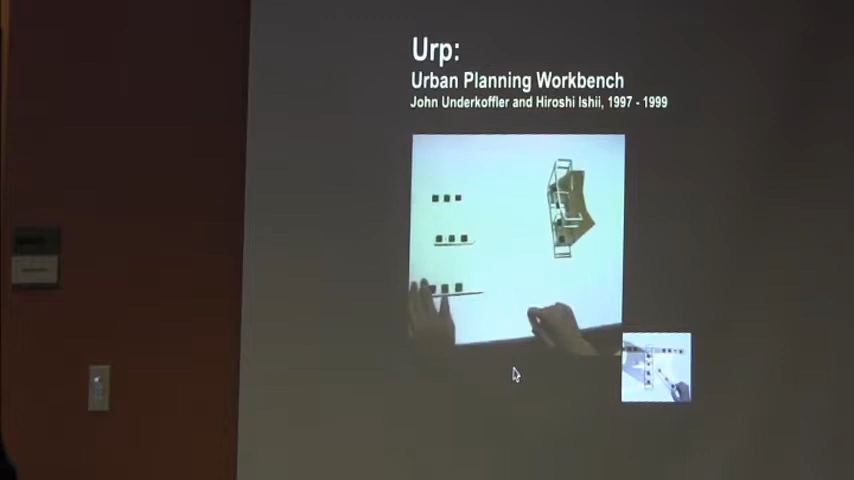 Urp:
Urban Planning Workbench
John Underkoffler and Hiroshi Ishii, 1997 - 1999